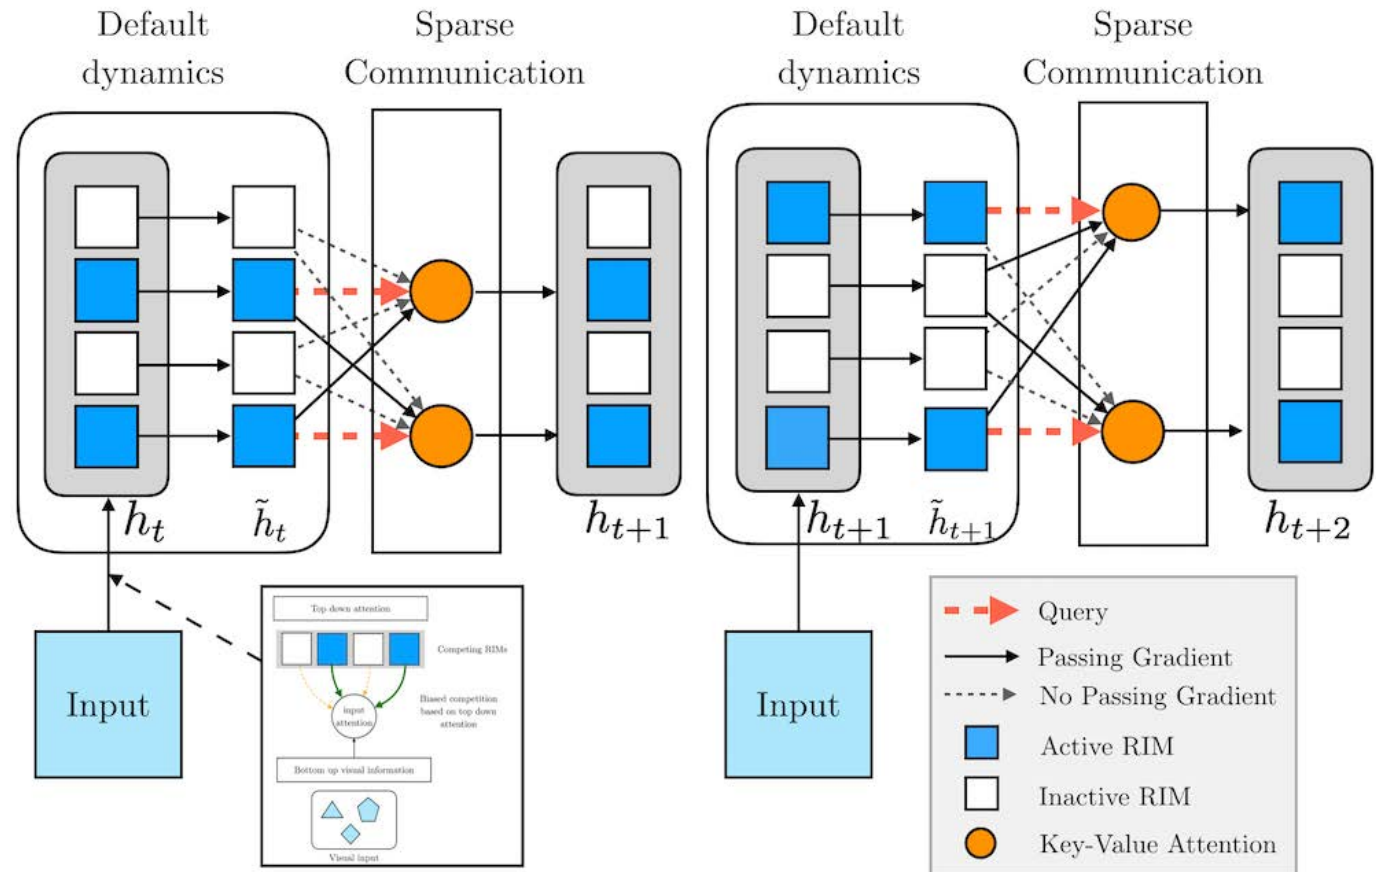 Default
dynamics
Sparse
Communication
Default
dynamics
Sparse
Communication
h_t
h̃_t
h_{t+1}
h_{t+1}
h̃_{t+1}
h_{t+2}
Input
Top down attention
Competing RIMs
input
attention
Biased competition
based on top down
attention
Bottom up visual information
Visual input
Input
Query
Passing Gradient
No Passing Gradient
Active RIM
Inactive RIM
Key-Value Attention